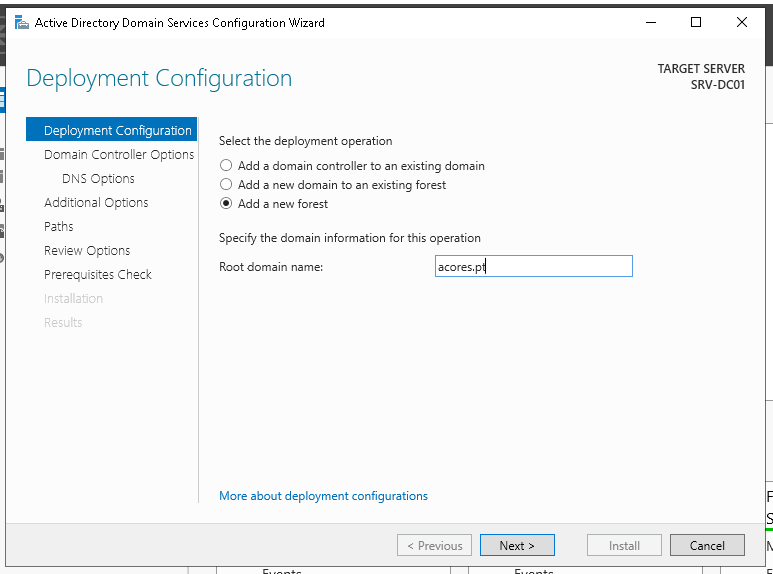 Active Directory Domain Services Configuration Wizard
Deployment Configuration
TARGET SERVER
SRV-DC01
Deployment Configuration
Domain Controller Options
DNS Options
Additional Options
Paths
Review Options
Prerequisites Check
Installation
Results
Select the deployment operation
Add a domain controller to an existing domain
Add a new domain to an existing forest
Add a new forest
Specify the domain information for this operation
Root domain name:
acores.pt
More about deployment configurations
< Previous
Next >
Install
Cancel
Events
Events